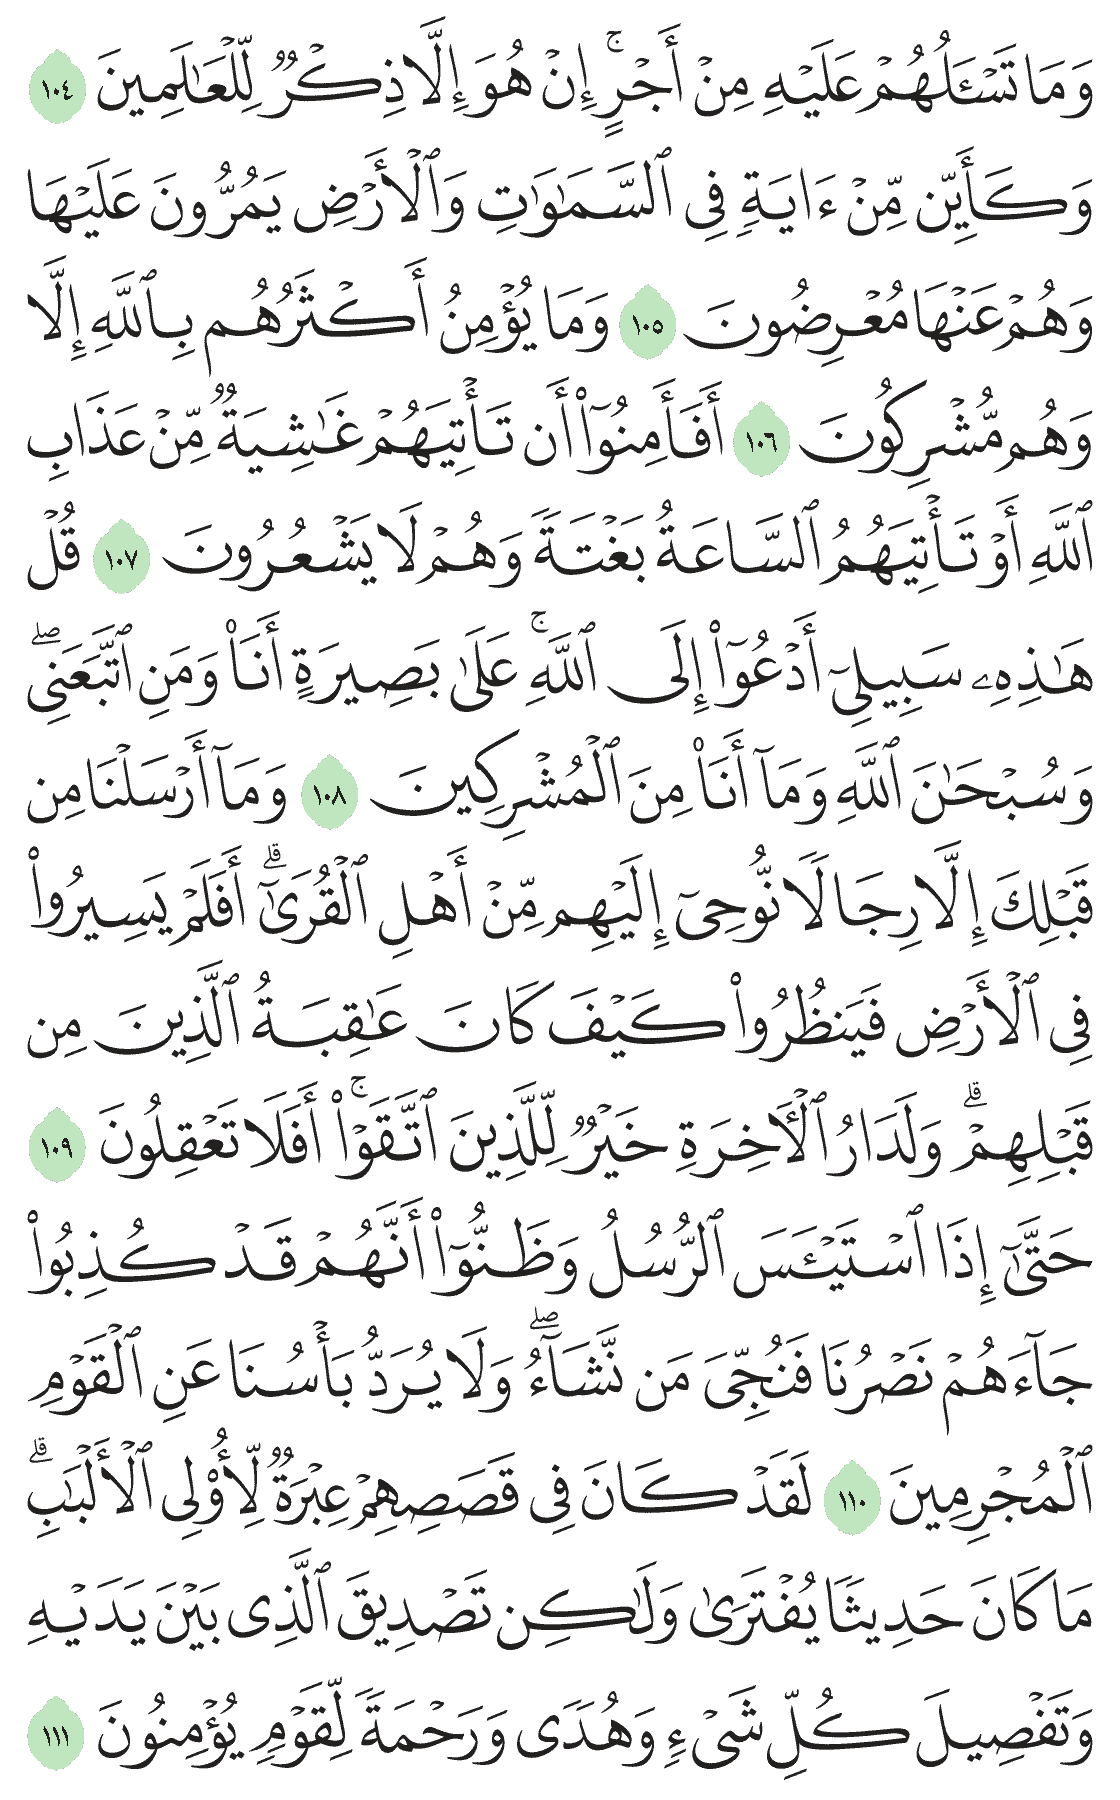 وَمَا تَسْـَٔلُهُمْ عَلَيْهِ مِنْ أَجْرٍ ۚ إِنْ هُوَ إِلَّا ذِكْرٌ لِّلْعَٰلَمِينَ ١٠٤
وَكَأَيِّن مِّنْ ءَايَةٍ فِى ٱلسَّمَٰوَٰتِ وَٱلْأَرْضِ يَمُرُّونَ عَلَيْهَا
وَهُمْ عَنْهَا مُعْرِضُونَ ١٠٥ وَمَا يُؤْمِنُ أَكْثَرُهُم بِٱللَّهِ إِلَّا
وَهُم مُّشْرِكُونَ ١٠٦ أَفَأَمِنُوٓا۟ أَن تَأْتِيَهُمْ غَٰشِيَةٌ مِّنْ عَذَابِ
ٱللَّهِ أَوْ تَأْتِيَهُمُ ٱلسَّاعَةُ بَغْتَةً وَهُمْ لَا يَشْعُرُونَ ١٠٧ قُلْ
هَٰذِهِۦ سَبِيلِىٓ أَدْعُوٓا۟ إِلَى ٱللَّهِ ۚ عَلَىٰ بَصِيرَةٍ أَنَا۠ وَمَنِ ٱتَّبَعَنِى ۖ
وَسُبْحَٰنَ ٱللَّهِ وَمَآ أَنَا۠ مِنَ ٱلْمُشْرِكِينَ ١٠٨ وَمَآ أَرْسَلْنَا مِن
قَبْلِكَ إِلَّا رِجَالًا نُّوحِىٓ إِلَيْهِم مِّنْ أَهْلِ ٱلْقُرَىٰٓ ۗ أَفَلَمْ يَسِيرُوا۟
فِى ٱلْأَرْضِ فَيَنظُرُوا۟ كَيْفَ كَانَ عَٰقِبَةُ ٱلَّذِينَ مِن
قَبْلِهِمْ ۗ وَلَدَارُ ٱلْـَٔاخِرَةِ خَيْرٌ لِّلَّذِينَ ٱتَّقَوْا۟ ۚ أَفَلَا تَعْقِلُونَ ١٠٩
حَتَّىٰٓ إِذَا ٱسْتَيْـَٔسَ ٱلرُّسُلُ وَظَنُّوٓا۟ أَنَّهُمْ قَدْ كُذِبُوا۟
جَآءَهُمْ نَصْرُنَا فَنُجِّىَ مَن نَّشَآءُ ۖ وَلَا يُرَدُّ بَأْسُنَا عَنِ ٱلْقَوْمِ
ٱلْمُجْرِمِينَ ١١٠ لَقَدْ كَانَ فِى قَصَصِهِمْ عِبْرَةٌ لِّأُو۟لِى ٱلْأَلْبَٰبِ ۗ
مَا كَانَ حَدِيثًا يُفْتَرَىٰ وَلَٰكِن تَصْدِيقَ ٱلَّذِى بَيْنَ يَدَيْهِ
وَتَفْصِيلَ كُلِّ شَىْءٍ وَهُدًى وَرَحْمَةً لِّقَوْمٍ يُؤْمِنُونَ ١١١